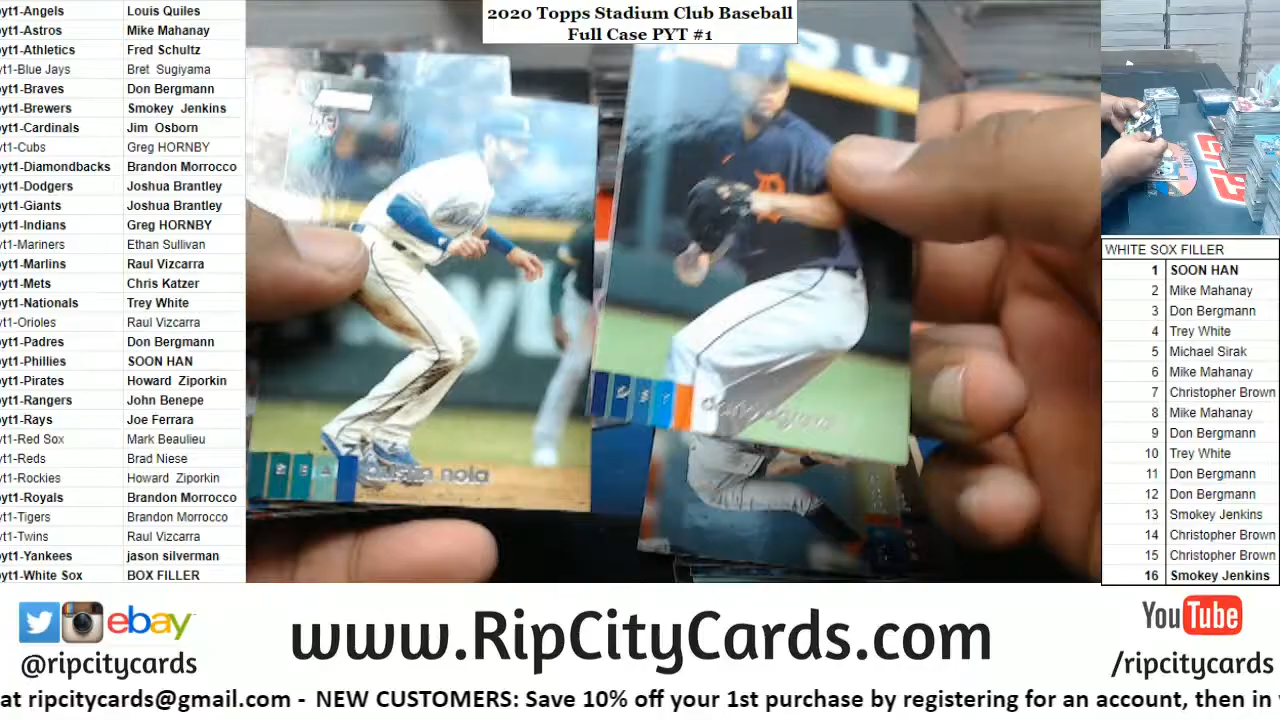 2020 Topps Stadium Club Baseball
Full Case PYT #1
yt1-Angels Louis Quiles
yt1-Astros Mike Mahanay
yt1-Athletics Fred Schultz
yt1-Blue Jays Bret Sugiyama
yt1-Braves Don Bergmann
yt1-Brewers Smokey Jenkins
yt1-Cardinals Jim Osborn
yt1-Cubs Greg HORNBY
yt1-Diamondbacks Brandon Morrocco
yt1-Dodgers Joshua Brantley
yt1-Giants Joshua Brantley
yt1-Indians Greg HORNBY
yt1-Mariners Ethan Sullivan
yt1-Marlins Raul Vizcarra
yt1-Mets Chris Katzer
yt1-Nationals Trey White
yt1-Orioles Raul Vizcarra
yt1-Padres Don Bergmann
yt1-Phillies SOON HAN
yt1-Pirates Howard Ziporkin
yt1-Rangers John Benepe
yt1-Rays Joe Ferrara
yt1-Red Sox Mark Beaulieu
yt1-Reds Brad Niese
yt1-Rockies Howard Ziporkin
yt1-Royals Brandon Morrocco
yt1-Tigers Brandon Morrocco
yt1-Twins Raul Vizcarra
yt1-Yankees jason silverman
yt1-White Sox BOX FILLER
austin nola
WHITE SOX FILLER
1 SOON HAN
2 Mike Mahanay
3 Don Bergmann
4 Trey White
5 Michael Sirak
6 Mike Mahanay
7 Christopher Brown
8 Mike Mahanay
9 Don Bergmann
10 Trey White
11 Don Bergmann
12 Don Bergmann
13 Smokey Jenkins
14 Christopher Brown
15 Christopher Brown
16 Smokey Jenkins
ebay
@ripcitycards
www.RipCityCards.com
YouTube
/ripcitycards
at ripcitycards@gmail.com - NEW CUSTOMERS: Save 10% off your 1st purchase by registering for an account, then in